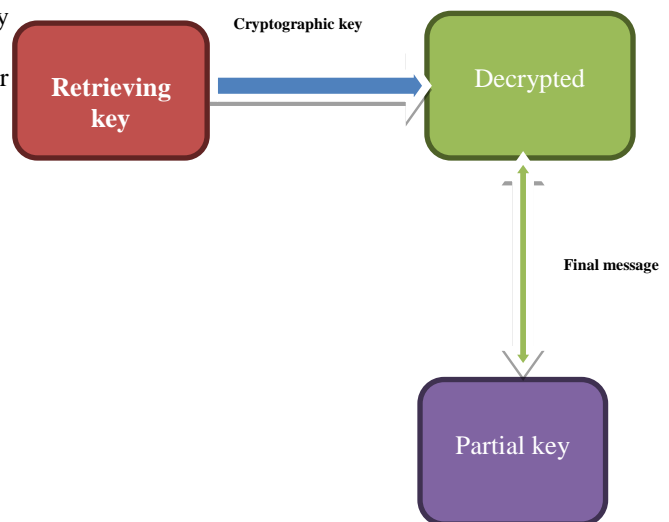 y
Cryptographic key
r
Retrieving
key
Decrypted
Final message
Partial key